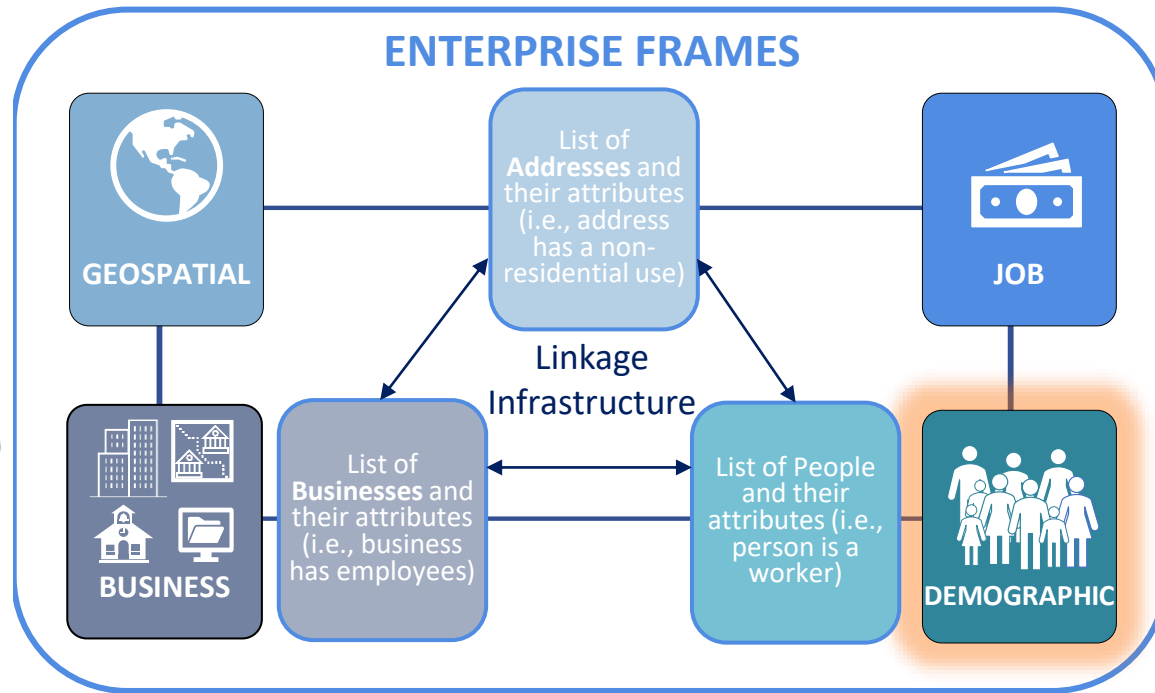 ENTERPRISE FRAMES
GEOSPATIAL
List of
Addresses and
their attributes
(i.e., address
has a non-
residential use)
JOB
Linkage
Infrastructure
BUSINESS
List of
Businesses and
their attributes
(i.e., business
has employees)
List of People
and their
attributes (i.e.,
person is a
worker)
DEMOGRAPHIC